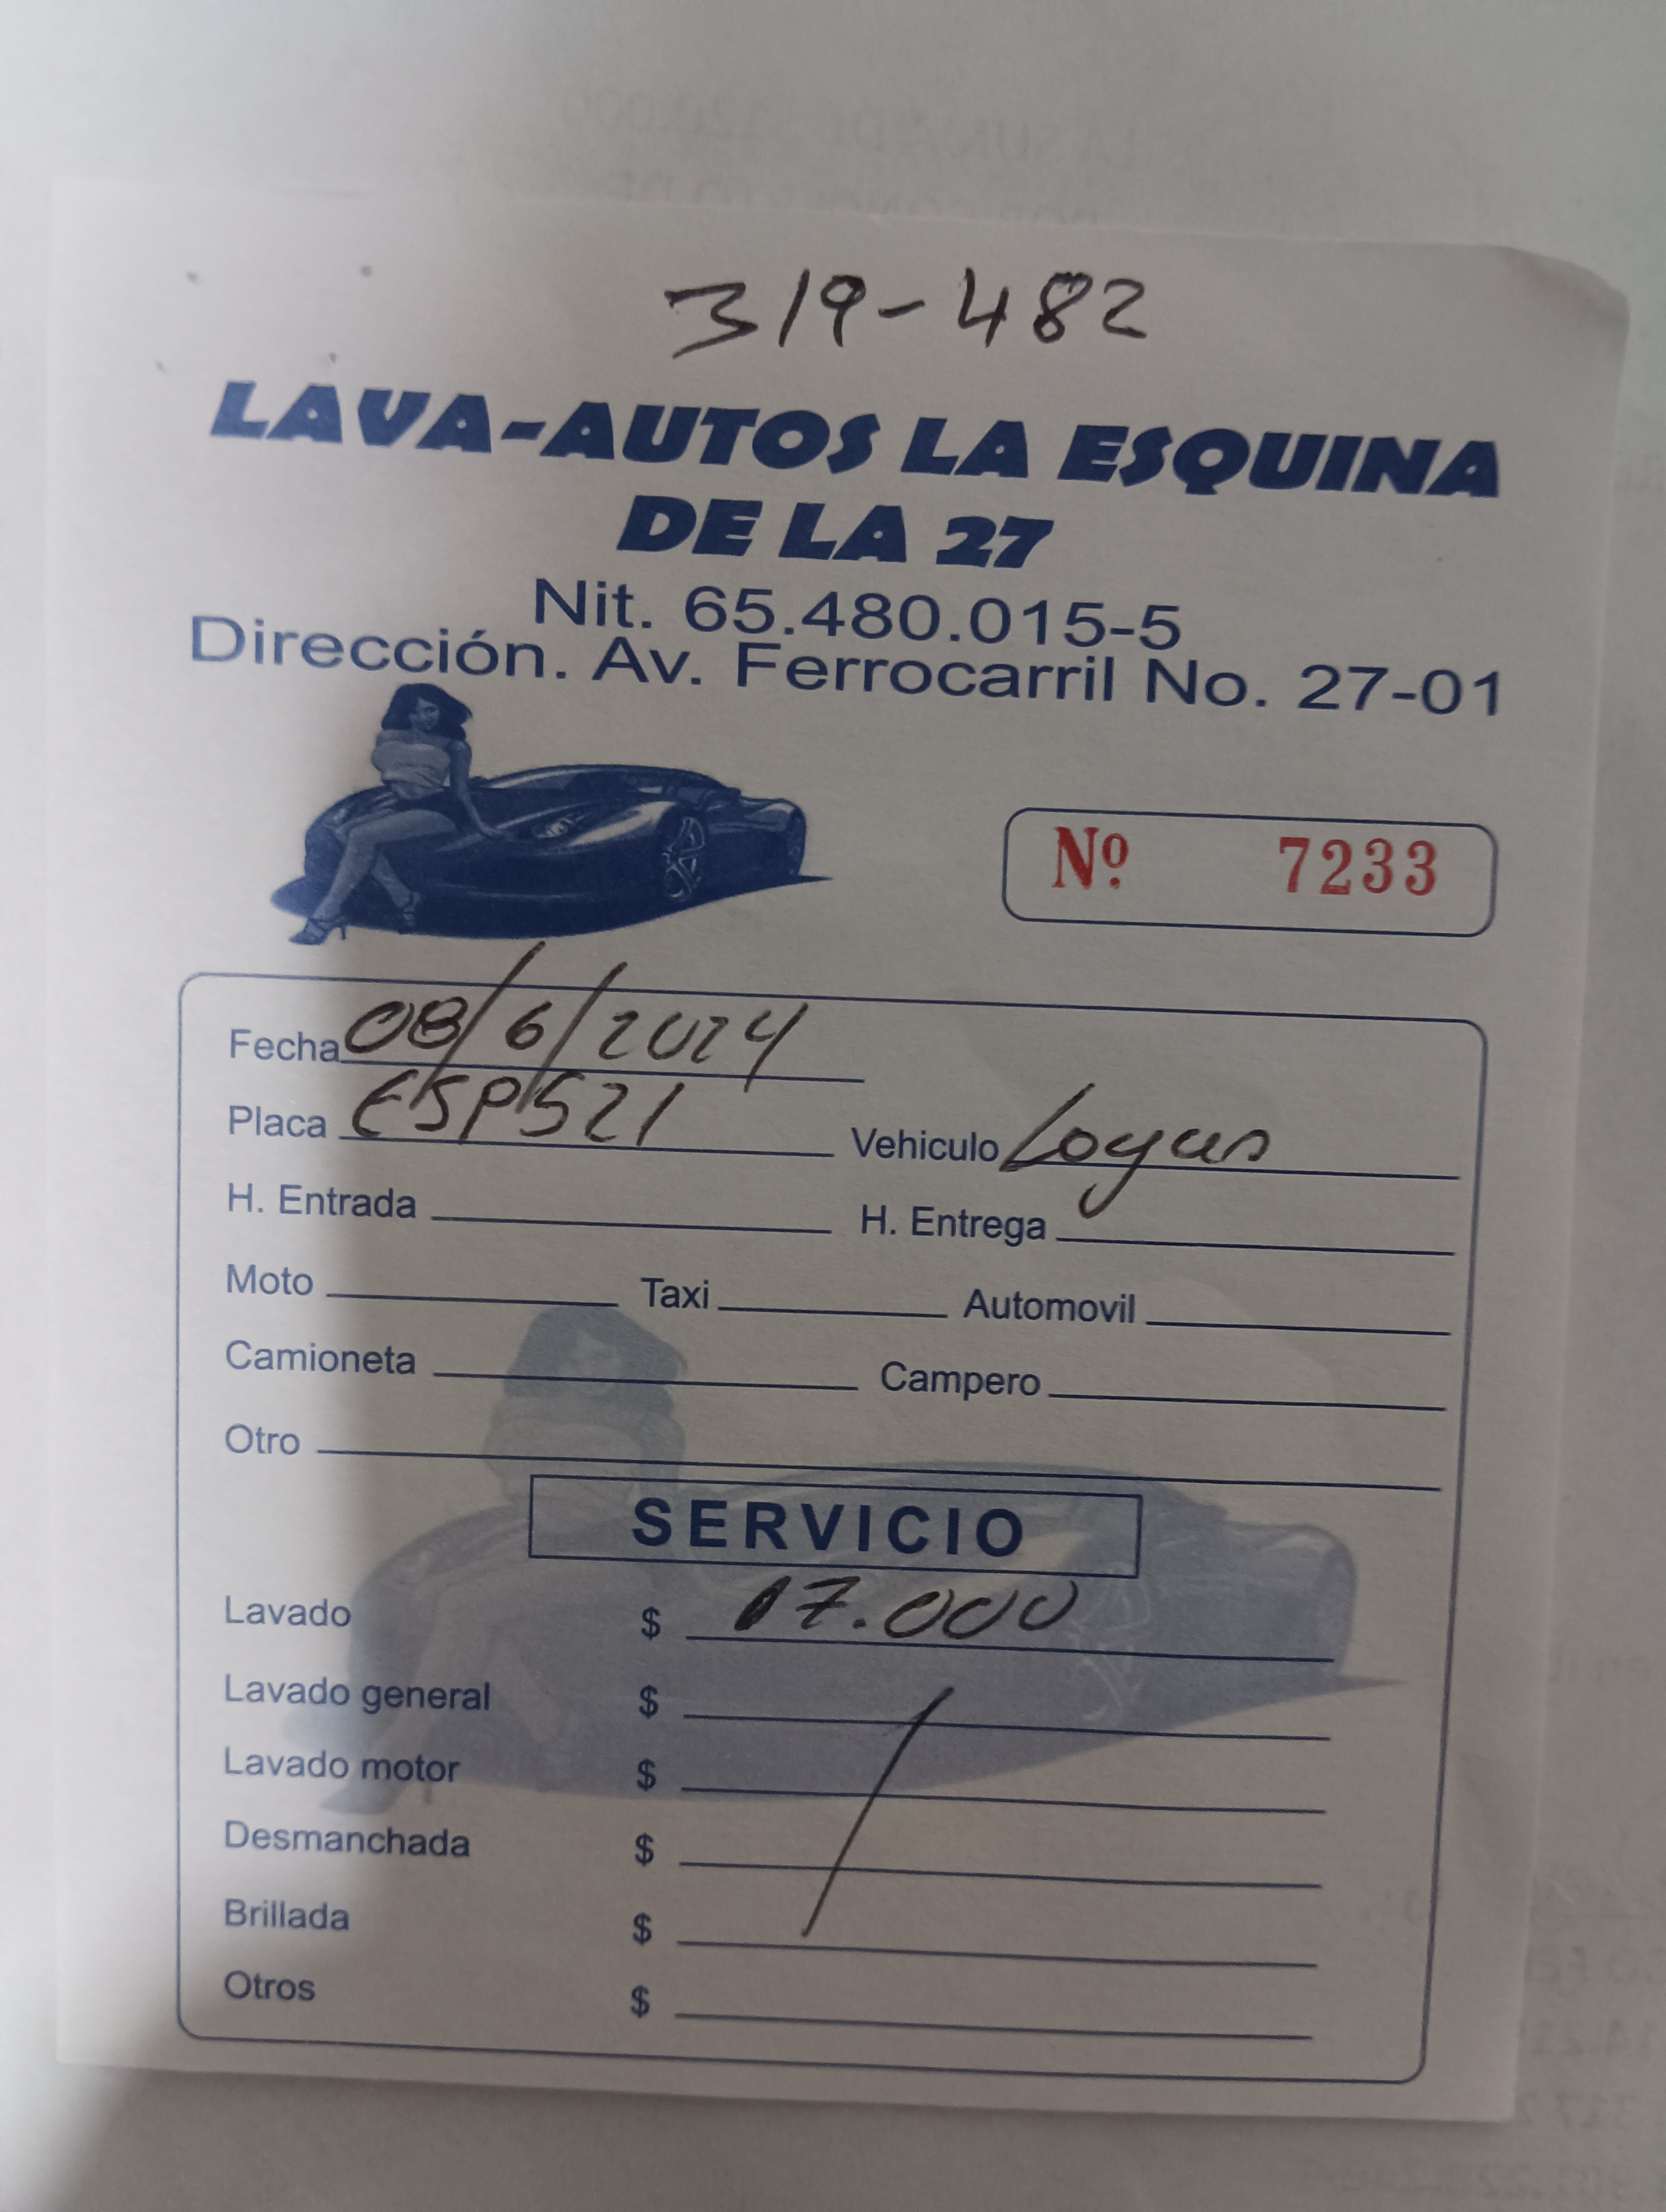 319-482
LAVA-AUTOS LA ESQUINA
DE LA 27
Nit. 65.480.015-5
Dirección. Av. Ferrocarril No. 27-01
Nº 7233
Fecha 08/6/2024
Placa ESP521 Vehiculo Logan
H. Entrada H. Entrega
Moto Taxi Automovil
Camioneta Campero
Otro
SERVICIO
Lavado $ 17.000
Lavado general $
Lavado motor $
Desmanchada $
Brillada $
Otros $